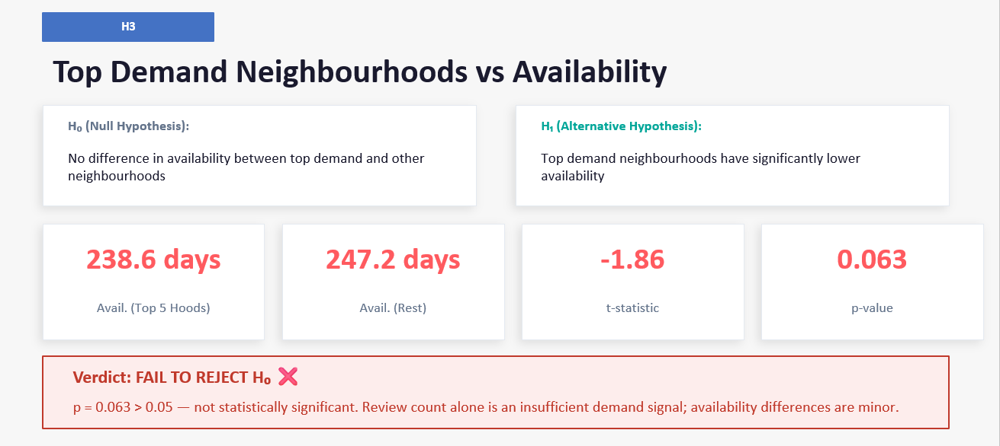 H3
Top Demand Neighbourhoods vs Availability
H₀ (Null Hypothesis):
No difference in availability between top demand and other
neighbourhoods
H₁ (Alternative Hypothesis):
Top demand neighbourhoods have significantly lower
availability
238.6 days
Avail. (Top 5 Hoods)
247.2 days
Avail. (Rest)
-1.86
t-statistic
0.063
p-value
Verdict: FAIL TO REJECT H₀ ❌
p = 0.063 > 0.05 — not statistically significant. Review count alone is an insufficient demand signal; availability differences are minor.